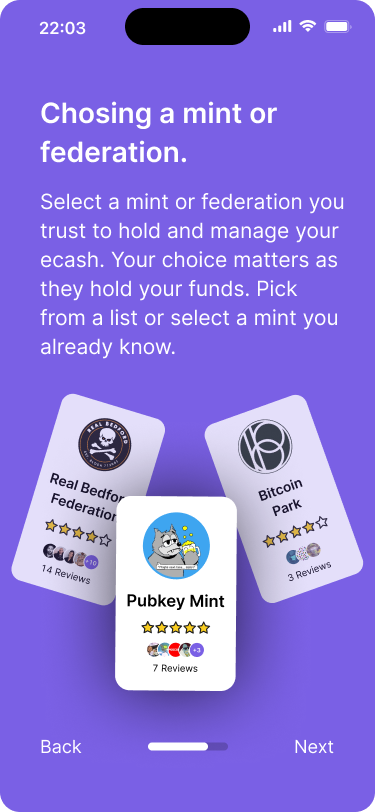 22:03
Chosing a mint or
federation.
Select a mint or federation you
trust to hold and manage your
ecash. Your choice matters as
they hold your funds. Pick
from a list or select a mint you
already know.
REAL BEDFORD
Real Bedfor
Federation
+10
14 Reviews
Bitcoin
Park
3 Reviews
Pubkey Mint
+3
7 Reviews
Back
Next